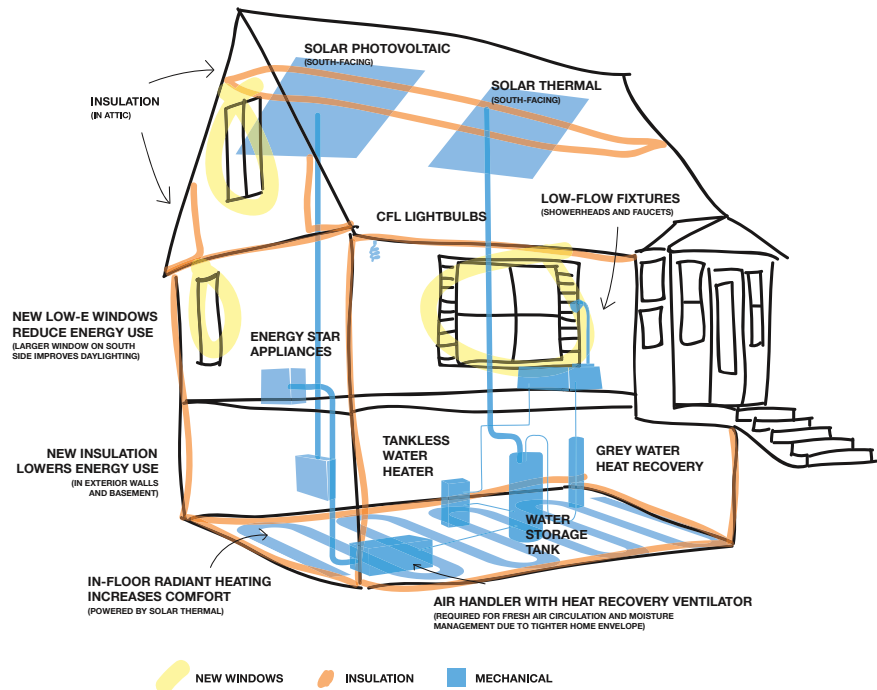 SOLAR PHOTOVOLTAIC
(SOUTH-FACING)
SOLAR THERMAL
(SOUTH-FACING)
INSULATION
(IN ATTIC)
LOW-FLOW FIXTURES
(SHOWERHEADS AND FAUCETS)
CFL LIGHTBULBS
NEW LOW-E WINDOWS
REDUCE ENERGY USE
(LARGER WINDOW ON SOUTH
SIDE IMPROVES DAYLIGHTING)
ENERGY STAR
APPLIANCES
NEW INSULATION
LOWERS ENERGY USE
(IN EXTERIOR WALLS
AND BASEMENT)
TANKLESS
WATER
HEATER
GREY WATER
HEAT RECOVERY
WATER
STORAGE
TANK
IN-FLOOR RADIANT HEATING
INCREASES COMFORT
(POWERED BY SOLAR THERMAL)
AIR HANDLER WITH HEAT RECOVERY VENTILATOR
(REQUIRED FOR FRESH AIR CIRCULATION AND MOISTURE
MANAGEMENT DUE TO TIGHTER HOME ENVELOPE)
NEW WINDOWS
INSULATION
MECHANICAL